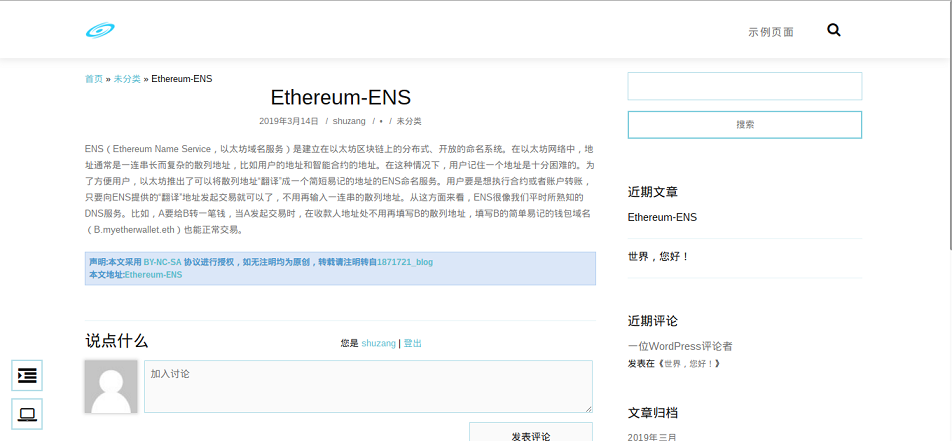 示例页面
首页 » 未分类 » Ethereum-ENS
Ethereum-ENS
2019年3月14日 / shuzang / • / 未分类
ENS（Ethereum Name Service，以太坊域名服务）是建立在以太坊区块链上的分布式、开放的命名系统。在以太坊网络中，地
址通常是一连串长而复杂的散列地址，比如用户的地址和智能合约的地址。在这种情况下，用户记住一个地址是十分困难的。为
了方便用户，以太坊推出了可以将散列地址“翻译”成一个简短易记的地址的ENS命名服务。用户要是想执行合约或者账户转账，
只要向ENS提供的“翻译”地址发起交易就可以了，不用再输入一连串的散列地址。从这方面来看，ENS很像我们平时所熟知的
DNS服务。比如，A要给B转一笔钱，当A发起交易时，在收款人地址处不用再填写B的散列地址，填写B的简单易记的钱包域名
（B.myetherwallet.eth）也能正常交易。
声明:本文采用 BY-NC-SA 协议进行授权，如无注明均为原创，转载请注明转自1871721_blog
本文地址:Ethereum-ENS
说点什么
您是 shuzang | 登出
加入讨论
发表评论
搜索
近期文章
Ethereum-ENS
世界，您好！
近期评论
一位WordPress评论者
发表在《世界，您好！》
文章归档
2019年三月